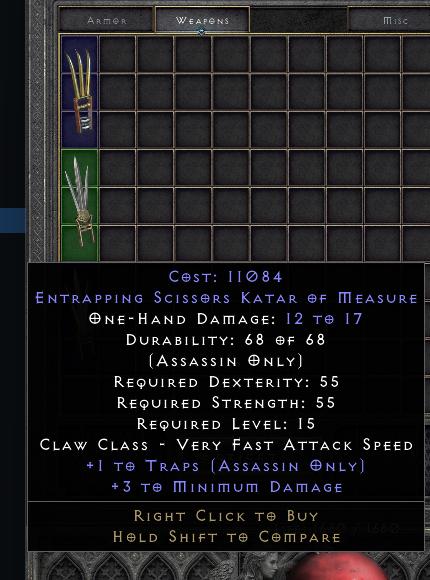 Armor Weapons Misc
Cost: 11084
Entrapping Scissors Katar of Measure
One-Hand Damage: 12 to 17
Durability: 68 of 68
(Assassin Only)
Required Dexterity: 55
Required Strength: 55
Required Level: 15
Claw Class - Very Fast Attack Speed
+1 to Traps (Assassin Only)
+3 to Minimum Damage
Right Click to Buy
Hold Shift to Compare